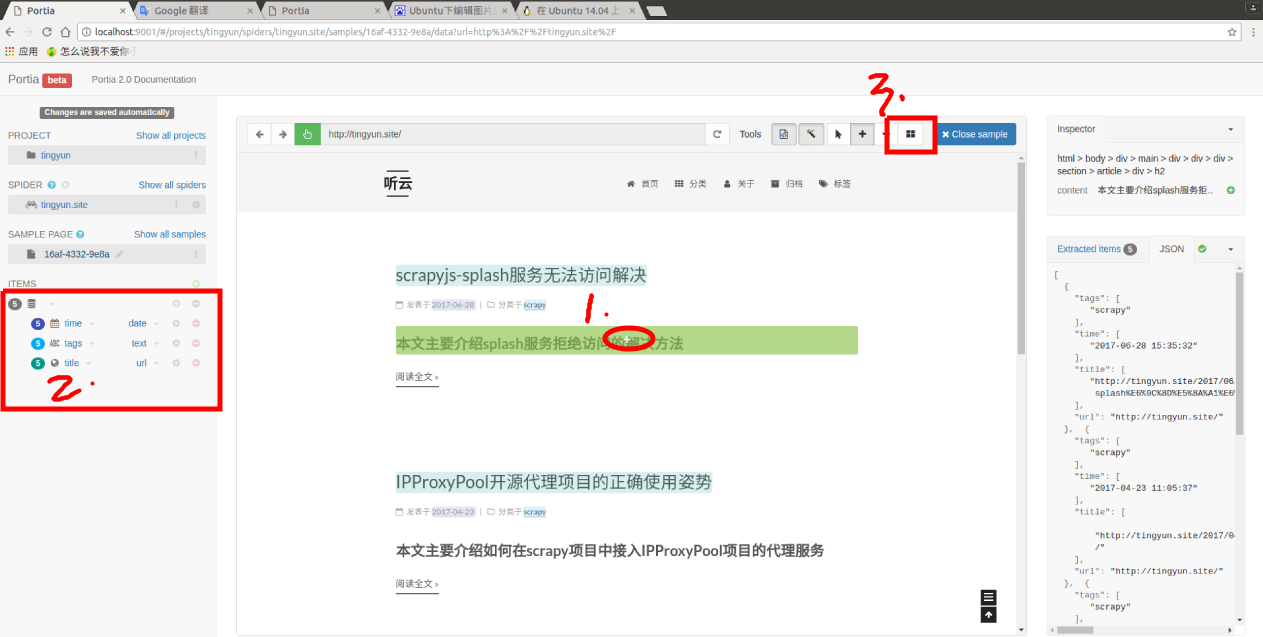 Portia
Google 翻译
Portia
Ubuntu下编辑图片
在 Ubuntu 14.04 上
localhost:9001/#/projects/tingyun/spiders/tingyun.site/samples/16af-4332-9e8a/data?url=http%3A%2F%2Ftingyun.site%2F
应用 怎么说我不爱你
Portia beta Portia 2.0 Documentation
Changes are saved automatically
PROJECT Show all projects
tingyun
SPIDER Show all spiders
tingyun.site
SAMPLE PAGE Show all samples
16af-4332-9e8a
ITEMS
5
5 time date
5 ABC tags text
5 title url
2.
3.
http://tingyun.site/ Tools Close sample
听云 首页 分类 关于 归档 标签
scrapyjs-splash服务无法访问解决
发表于 2017-06-28 | 分类于 scrapy
1.
本文主要介绍splash服务拒绝访问的解决方法
阅读全文 »
IPProxyPool开源代理项目的正确使用姿势
发表于 2017-04-23 | 分类于 scrapy
本文主要介绍如何在scrapy项目中接入IPProxyPool项目的代理服务
阅读全文 »
Inspector
html > body > div > main > div > div > div >
section > article > div > h2
content 本文主要介绍splash服务拒..
Extracted items 5 JSON
[
{
"tags": [
"scrapy"
],
"time": [
"2017-06-28 15:35:32"
],
"title": [
"http://tingyun.site/2017/06
splash%E6%9C%8D%E5%8A%A1%E6%
],
"url": "http://tingyun.site/"
}, {
"tags": [
"scrapy"
],
"time": [
"2017-04-23 11:05:37"
],
"title": [
"http://tingyun.site/2017/04
/"
],
"url": "http://tingyun.site/"
}, {
"tags": [
"scrapy"
],